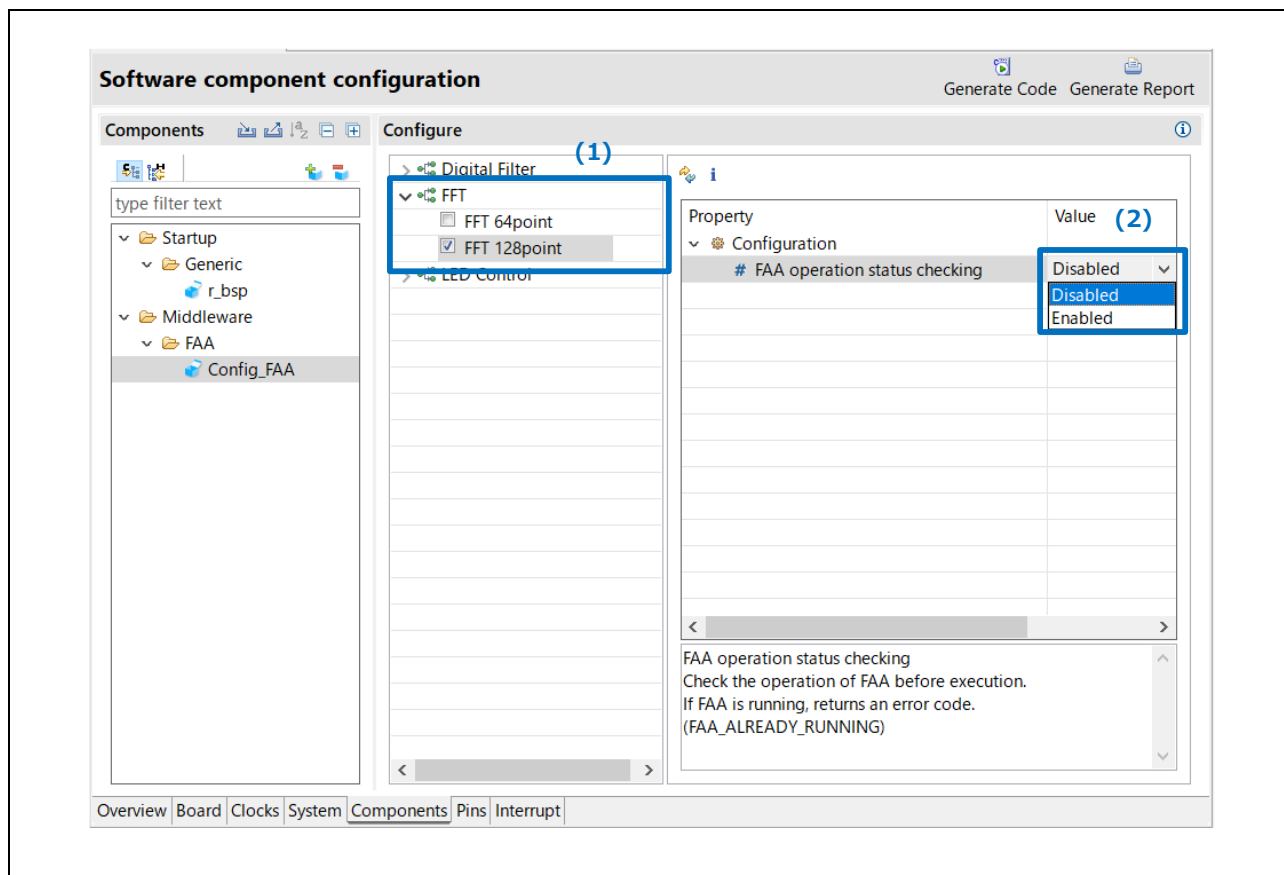 Software component configuration
Generate Code Generate Report
Components
Configure
type filter text
Startup
Generic
r_bsp
Middleware
FAA
Config_FAA
(1)
Digital Filter
FFT
FFT 64point
FFT 128point
LED Control
Property Value
(2)
Configuration
# FAA operation status checking Disabled
Disabled
Enabled
FAA operation status checking
Check the operation of FAA before execution.
If FAA is running, returns an error code.
(FAA_ALREADY_RUNNING)
Overview Board Clocks System Components Pins Interrupt